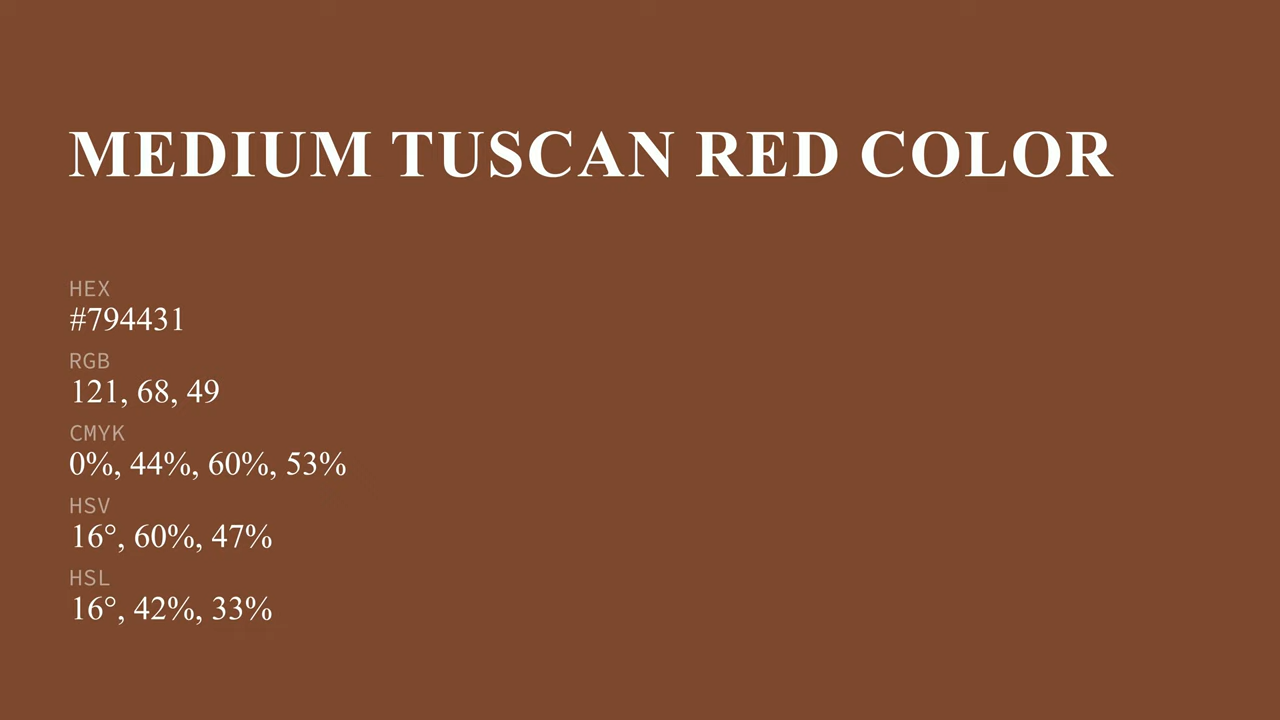 MEDIUM TUSCAN RED COLOR
HEX
#794431
RGB
121, 68, 49
CMYK
0%, 44%, 60%, 53%
HSV
16°, 60%, 47%
HSL
16°, 42%, 33%